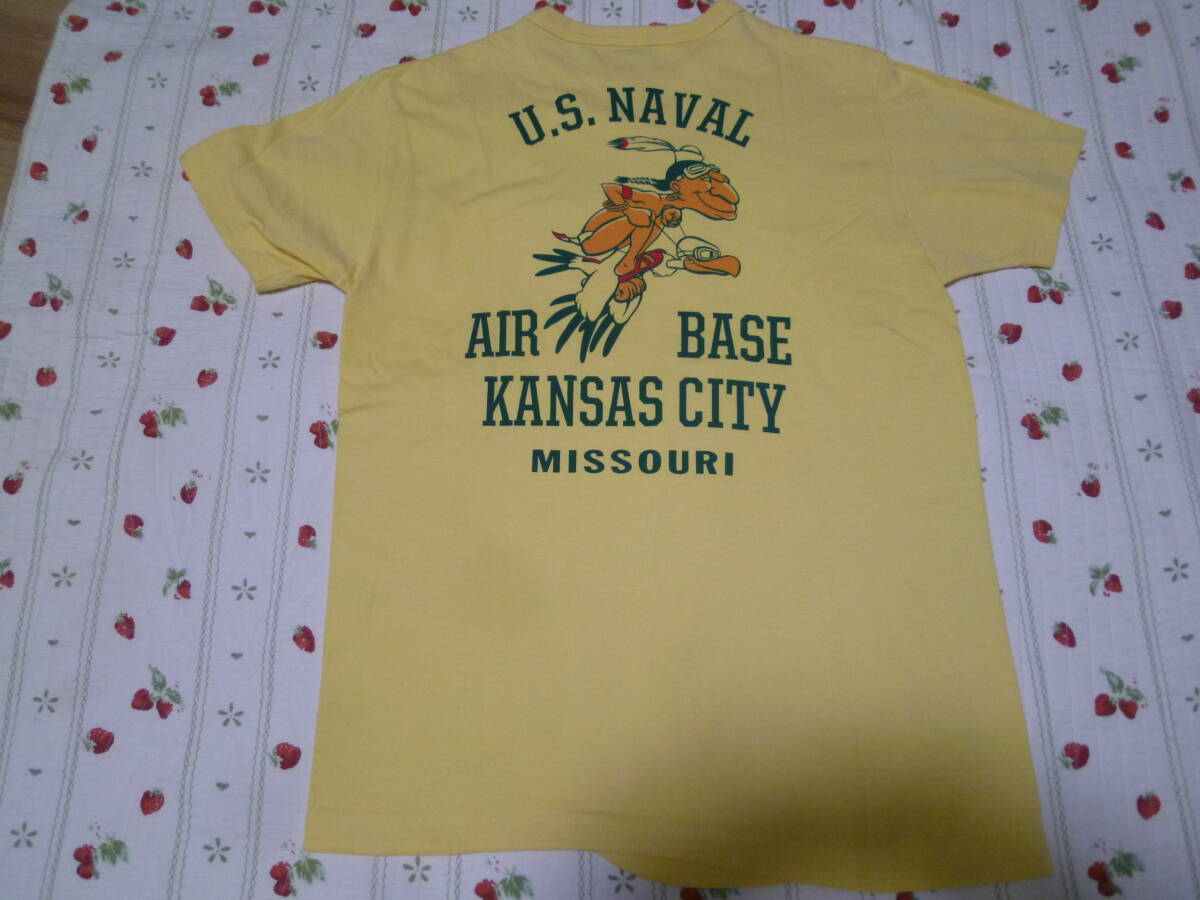 U.S. NAVAL
AIR BASE
KANSAS CITY
MISSOURI